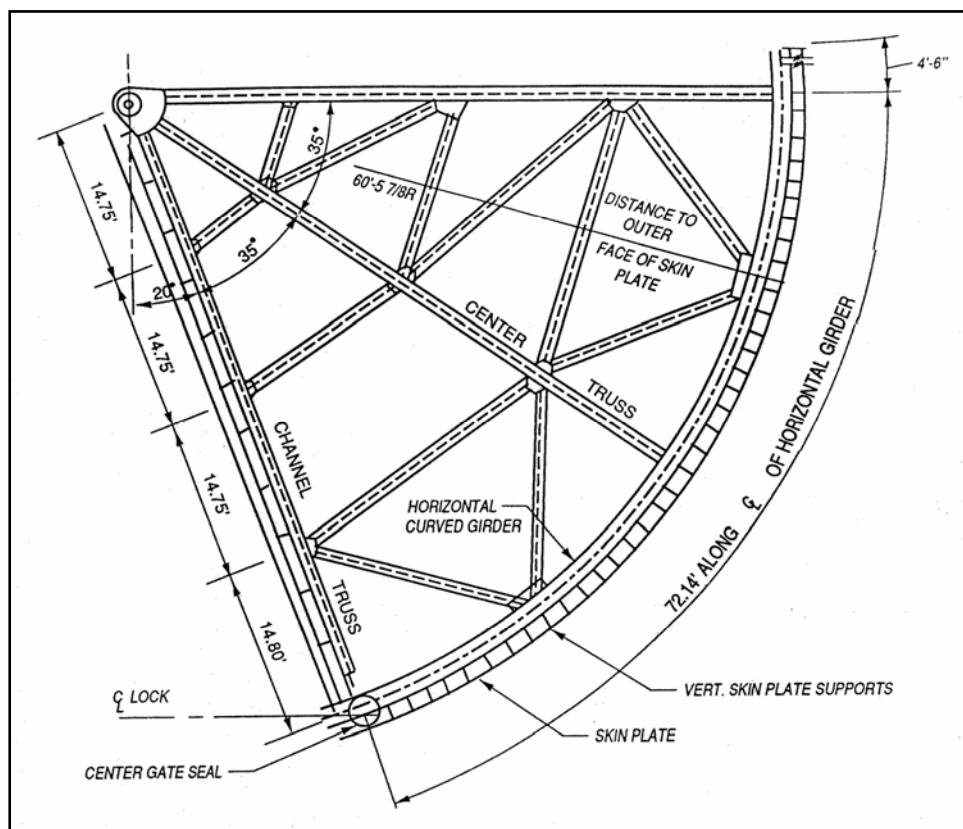 4'-6"
35°
60'-5 7/8R
DISTANCE TO
OUTER
FACE OF SKIN
PLATE
14.75'
35°
20°
CENTER
TRUSS
14.75'
CHANNEL
TRUSS
14.75'
HORIZONTAL
CURVED GIRDER
72.14' ALONG ℄ OF HORIZONTAL GIRDER
14.80'
℄ LOCK
VERT. SKIN PLATE SUPPORTS
SKIN PLATE
CENTER GATE SEAL